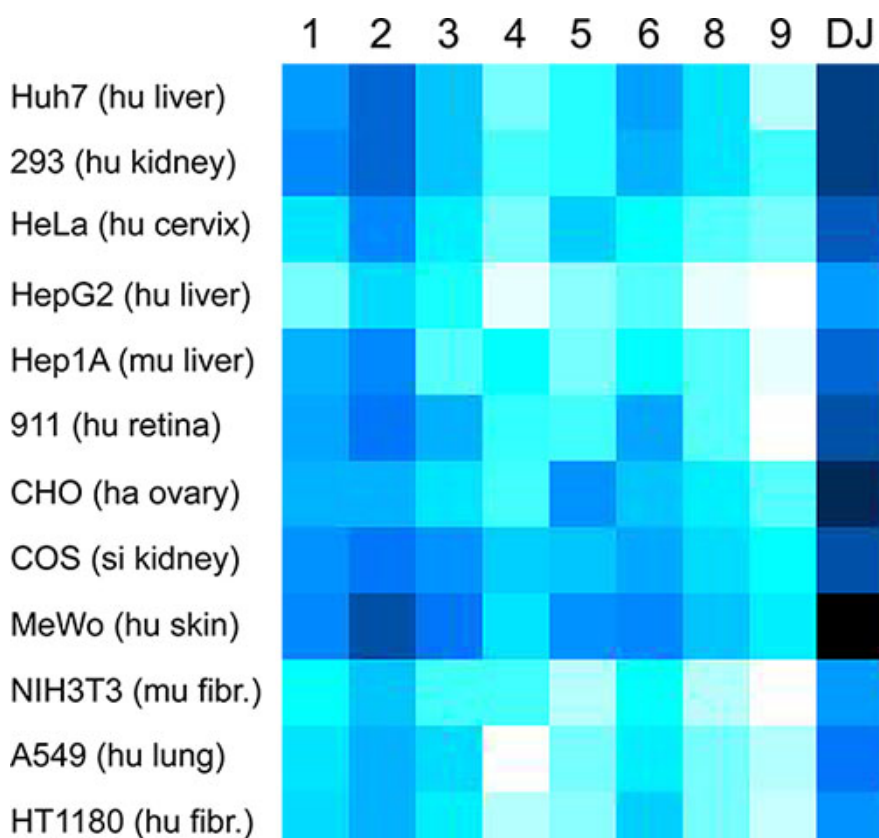 1 2 3 4 5 6 8 9 DJ
Huh7 (hu liver)
293 (hu kidney)
HeLa (hu cervix)
HepG2 (hu liver)
Hep1A (mu liver)
911 (hu retina)
CHO (ha ovary)
COS (si kidney)
MeWo (hu skin)
NIH3T3 (mu fibr.)
A549 (hu lung)
HT1180 (hu fibr.)